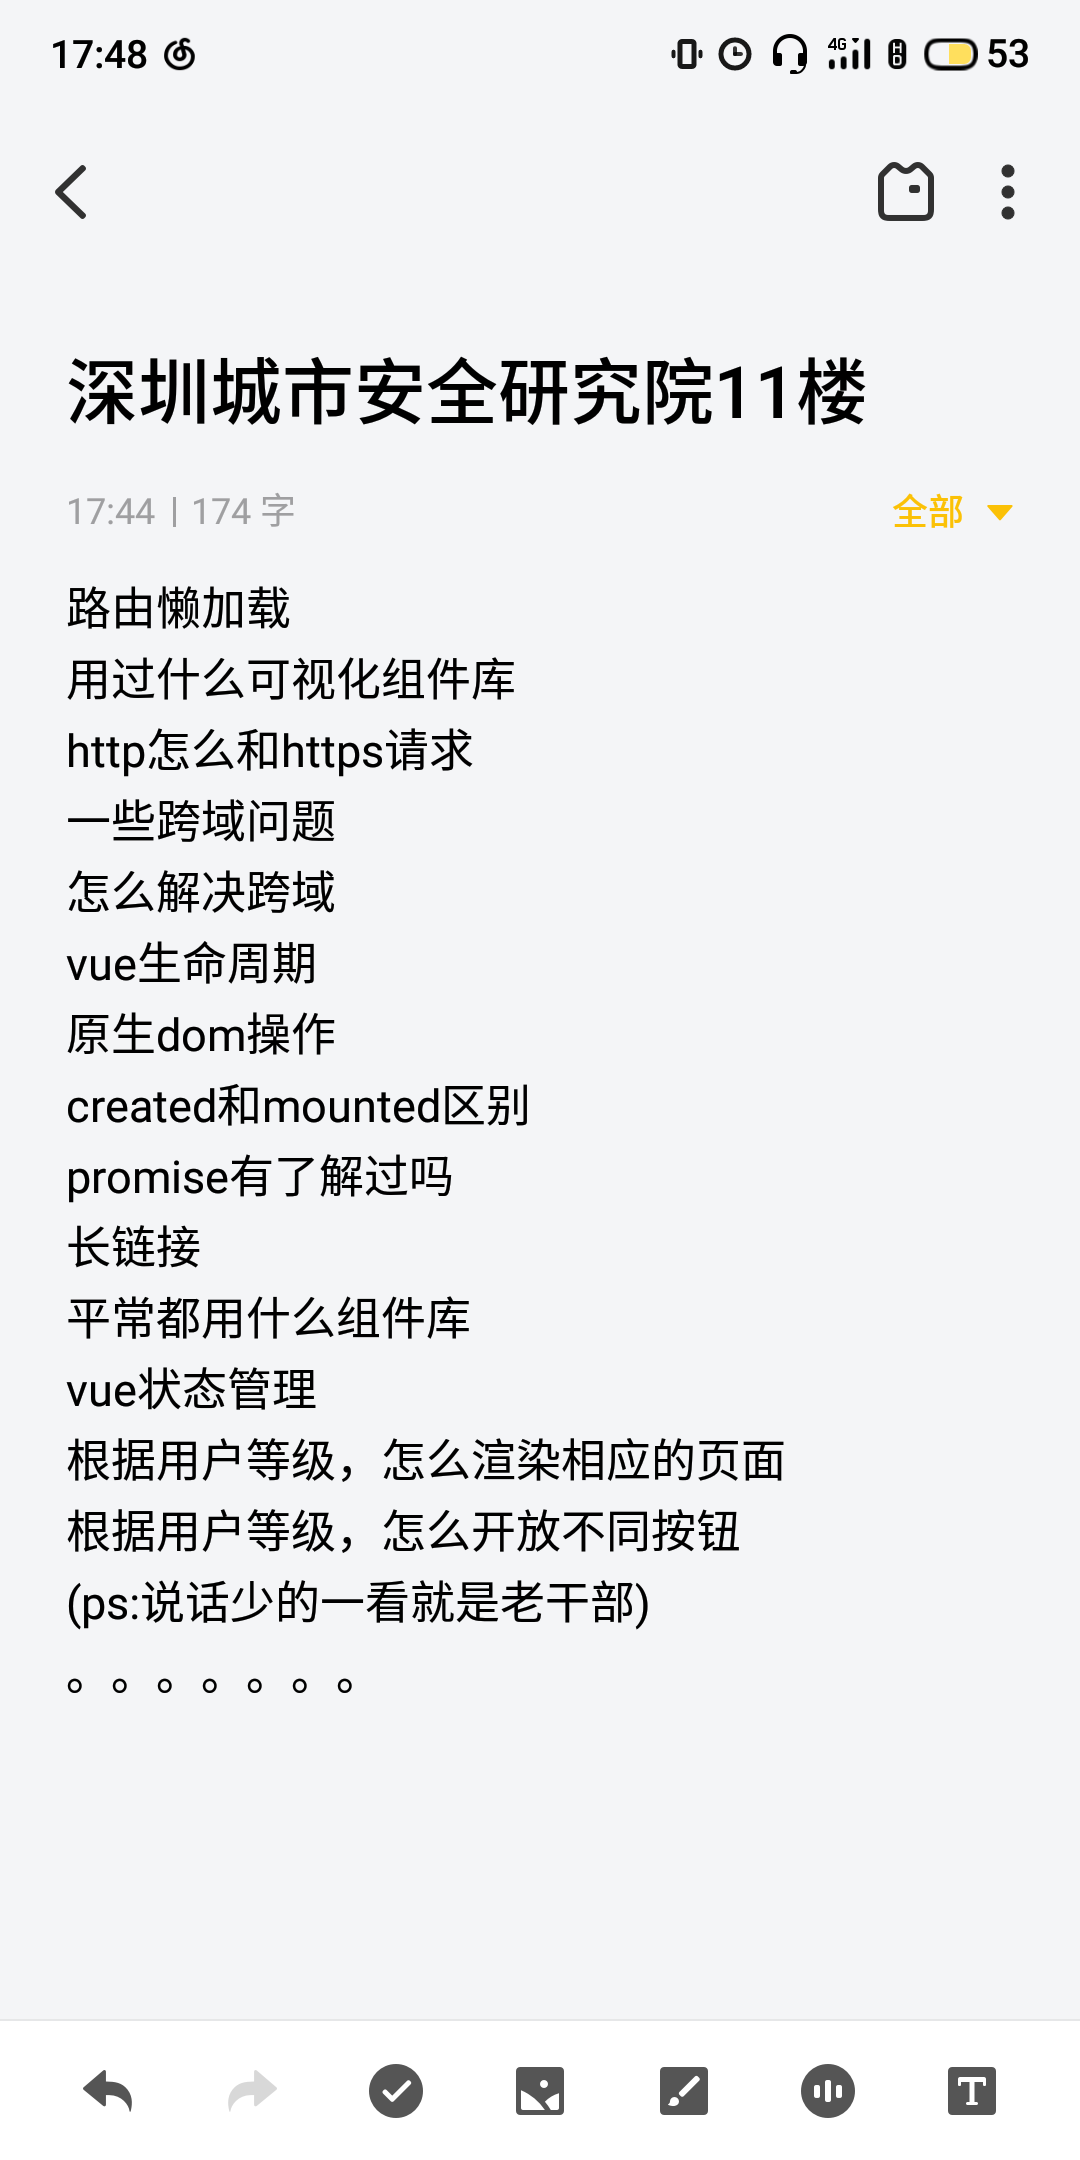 17:48 4G HD 53
深圳城市安全研究院11楼
17:44 | 174 字 全部
路由懒加载
用过什么可视化组件库
http怎么和https请求
一些跨域问题
怎么解决跨域
vue生命周期
原生dom操作
created和mounted区别
promise有了解过吗
长链接
平常都用什么组件库
vue状态管理
根据用户等级，怎么渲染相应的页面
根据用户等级，怎么开放不同按钮
(ps:说话少的一看就是老干部)
。。。。。。。
T